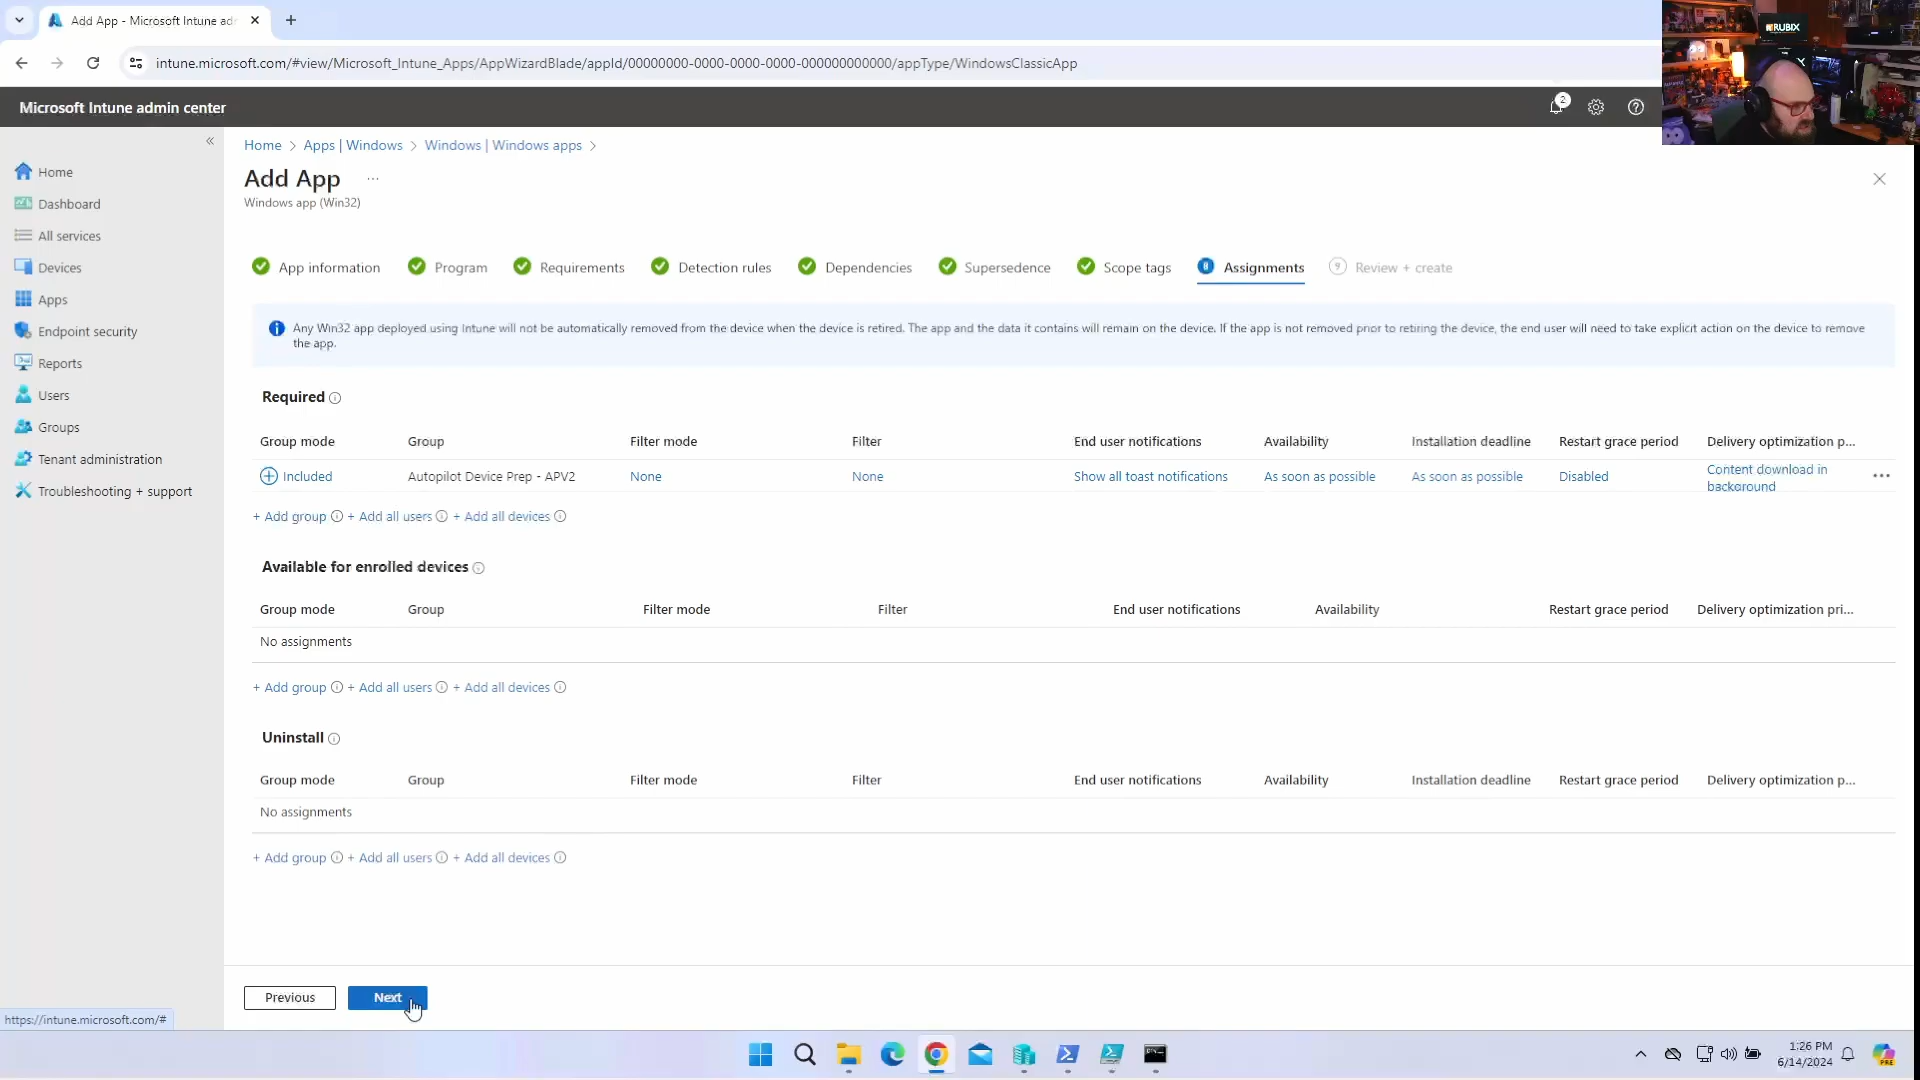 Add App - Microsoft Intune ad
intune.microsoft.com/#view/Microsoft_Intune_Apps/AppWizardBlade/appId/00000000-0000-0000-0000-000000000000/appType/WindowsClassicApp
RUBIX
Microsoft Intune admin center
2
Home
Dashboard
All services
Devices
Apps
Endpoint security
Reports
Users
Groups
Tenant administration
Troubleshooting + support
Home > Apps | Windows > Windows | Windows apps >
Add App ...
Windows app (Win32)
App information Program Requirements Detection rules Dependencies Supersedence Scope tags 8 Assignments 9 Review + create
Any Win32 app deployed using Intune will not be automatically removed from the device when the device is retired. The app and the data it contains will remain on the device. If the app is not removed prior to retiring the device, the end user will need to take explicit action on the device to remove
the app.
Required
Group mode Group Filter mode Filter End user notifications Availability Installation deadline Restart grace period Delivery optimization p...
Included Autopilot Device Prep - APV2 None None Show all toast notifications As soon as possible As soon as possible Disabled Content download in
background
+ Add group + Add all users + Add all devices
Available for enrolled devices
Group mode Group Filter mode Filter End user notifications Availability Restart grace period Delivery optimization pri...
No assignments
+ Add group + Add all users + Add all devices
Uninstall
Group mode Group Filter mode Filter End user notifications Availability Installation deadline Restart grace period Delivery optimization p...
No assignments
+ Add group + Add all users + Add all devices
Previous Next
https://intune.microsoft.com/#
1:26 PM
6/14/2024
PRE